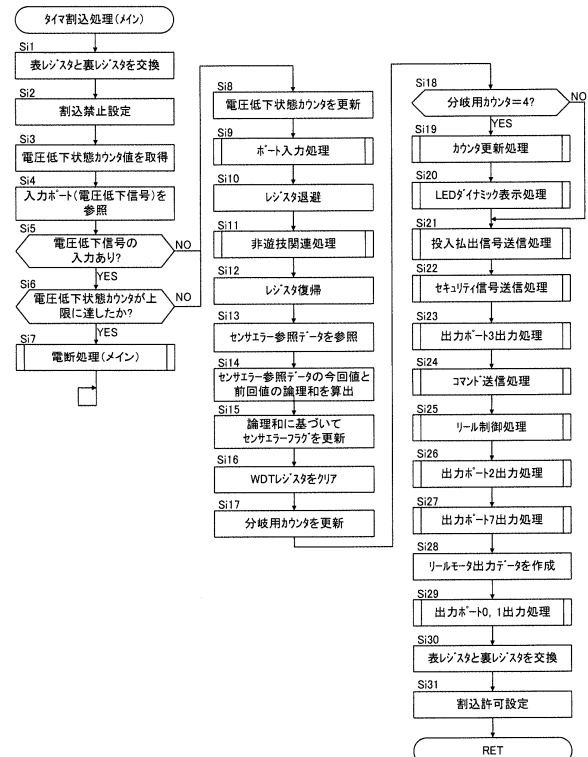 タイマ割込処理(メイン)
Si1
表レジスタと裏レジスタを交換
Si2
割込禁止設定
Si3
電圧低下状態カウンタ値を取得
Si4
入力ポート(電圧低下信号)を
参照
Si5
電圧低下信号の
入力あり?
NO
YES
Si6
電圧低下状態カウンタが上
限に達したか?
NO
YES
Si7
電断処理(メイン)
Si8
電圧低下状態カウンタを更新
Si9
ポート入力処理
Si10
レジスタ退避
Si11
非遊技関連処理
Si12
レジスタ復帰
Si13
センサエラー参照データを参照
Si14
センサエラー参照データの今回値と
前回値の論理和を算出
Si15
論理和に基づいて
センサエラーフラグを更新
Si16
WDTレジスタをクリア
Si17
分岐用カウンタを更新
Si18
分岐用カウンタ=4?
NO
YES
Si19
カウンタ更新処理
Si20
LEDダイナミック表示処理
Si21
投入払出信号送信処理
Si22
セキュリティ信号送信処理
Si23
出力ポート3出力処理
Si24
コマンド送信処理
Si25
リール制御処理
Si26
出力ポート2出力処理
Si27
出力ポート7出力処理
Si28
リールモータ出力データを作成
Si29
出力ポート0, 1出力処理
Si30
表レジスタと裏レジスタを交換
Si31
割込許可設定
RET